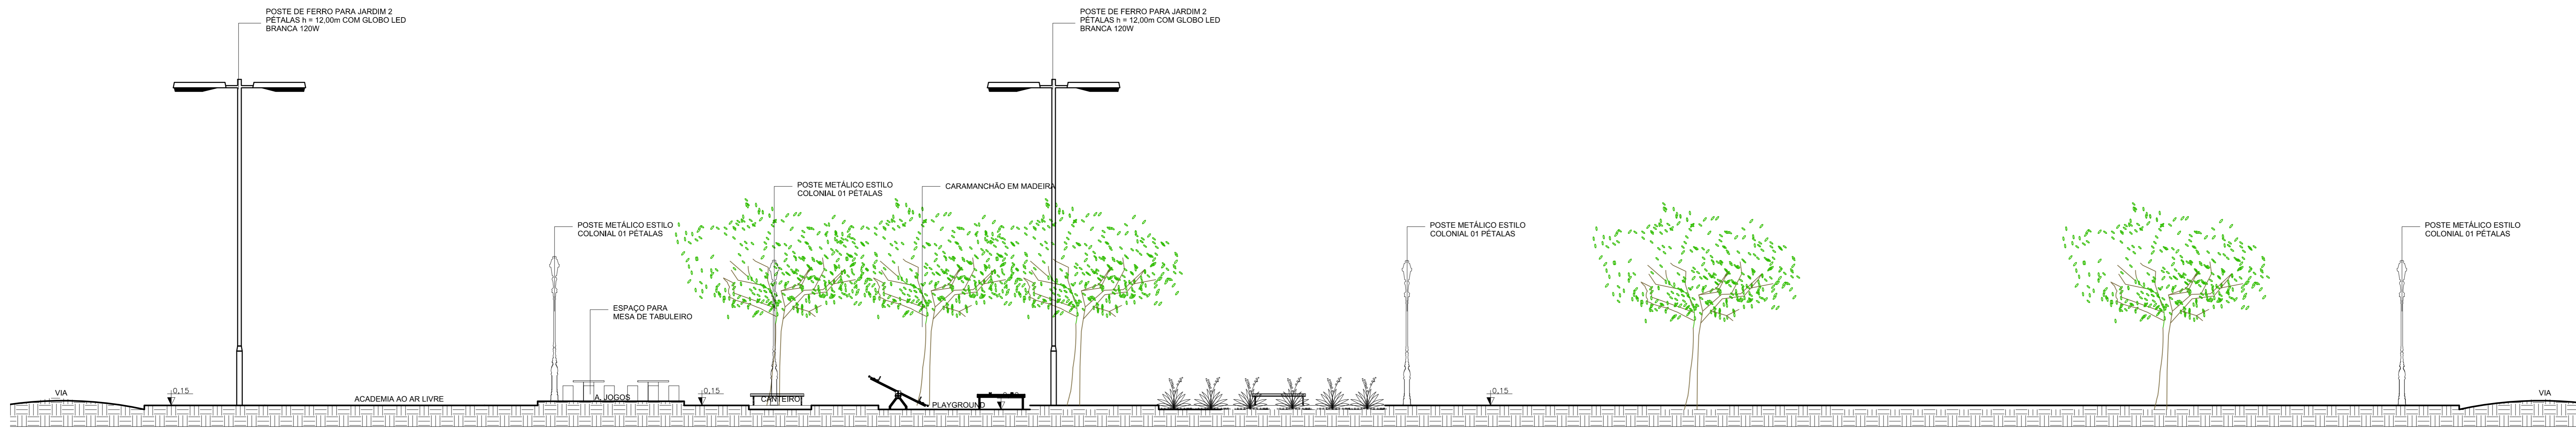 POSTE DE FERRO PARA JARDIM 2
PÉTALAS h = 12,00m COM GLOBO LED
BRANCA 120W
POSTE DE FERRO PARA JARDIM 2
PÉTALAS h = 12,00m COM GLOBO LED
BRANCA 120W
POSTE METÁLICO ESTILO
COLONIAL 01 PÉTALAS
CARAMANCHÃO EM MADEIRA
POSTE METÁLICO ESTILO
COLONIAL 01 PÉTALAS
POSTE METÁLICO ESTILO
COLONIAL 01 PÉTALAS
POSTE METÁLICO ESTILO
COLONIAL 01 PÉTALAS
ESPAÇO PARA
MESA DE TABULEIRO
VIA
0,15
ACADEMIA AO AR LIVRE
A. JOGOS
0,15
CANTEIRO
PLAYGROUND
0,15
VIA